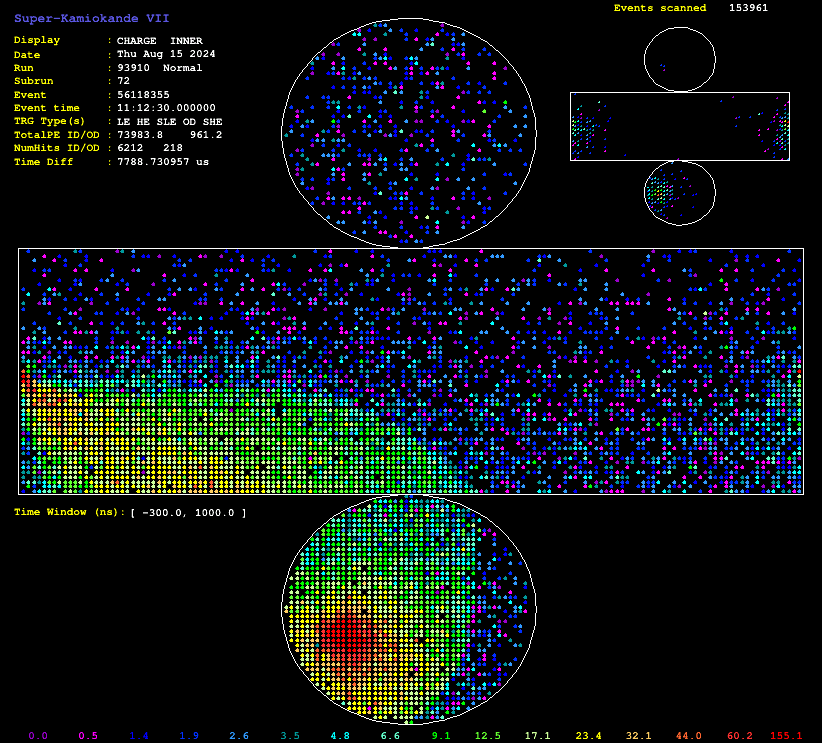 Super-Kamiokande VII
Events scanned 153961
Display : CHARGE INNER
Date : Thu Aug 15 2024
Run : 93910 Normal
Subrun : 72
Event : 56118355
Event time : 11:12:30.000000
TRG Type(s) : LE HE SLE OD SHE
TotalPE ID/OD : 73983.8 961.2
NumHits ID/OD : 6212 218
Time Diff : 7788.730957 us
Time Window (ns): [ -300.0, 1000.0 ]
0.0 0.5 1.4 1.9 2.6 3.5 4.8 6.6 9.1 12.5 17.1 23.4 32.1 44.0 60.2 155.1